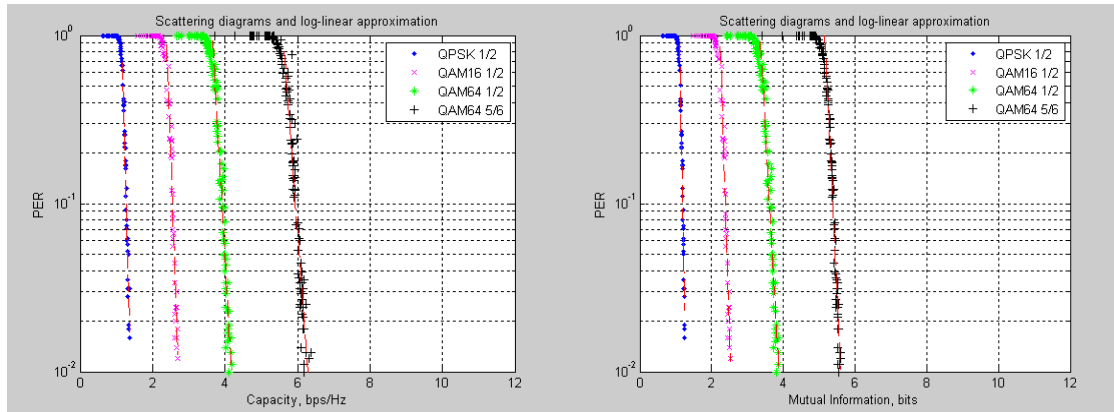 Scattering diagrams and log-linear approximation
10^0
10^-1
10^-2
PER
QPSK 1/2
QAM16 1/2
QAM64 1/2
QAM64 5/6
0 2 4 6 8 10 12
Capacity, bps/Hz
Scattering diagrams and log-linear approximation
10^0
10^-1
10^-2
PER
QPSK 1/2
QAM16 1/2
QAM64 1/2
QAM64 5/6
0 2 4 6 8 10 12
Mutual Information, bits